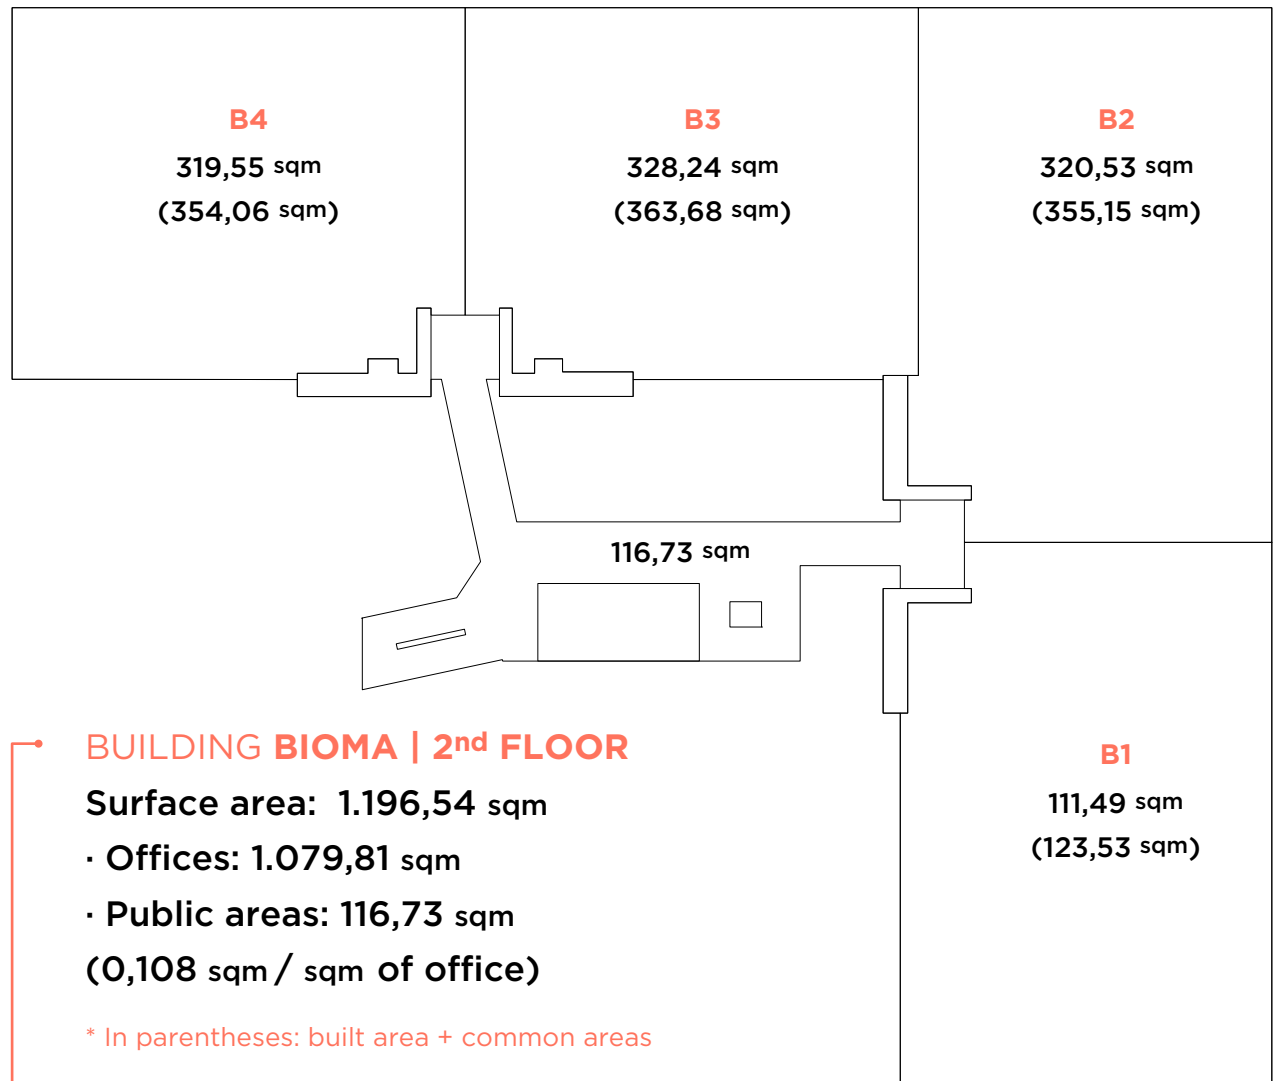 B4
319,55 sqm
(354,06 sqm)
B3
328,24 sqm
(363,68 sqm)
B2
320,53 sqm
(355,15 sqm)
116,73 sqm
B1
111,49 sqm
(123,53 sqm)
BUILDING BIOMA | 2nd FLOOR
Surface area: 1.196,54 sqm
· Offices: 1.079,81 sqm
· Public areas: 116,73 sqm
(0,108 sqm / sqm of office)
* In parentheses: built area + common areas